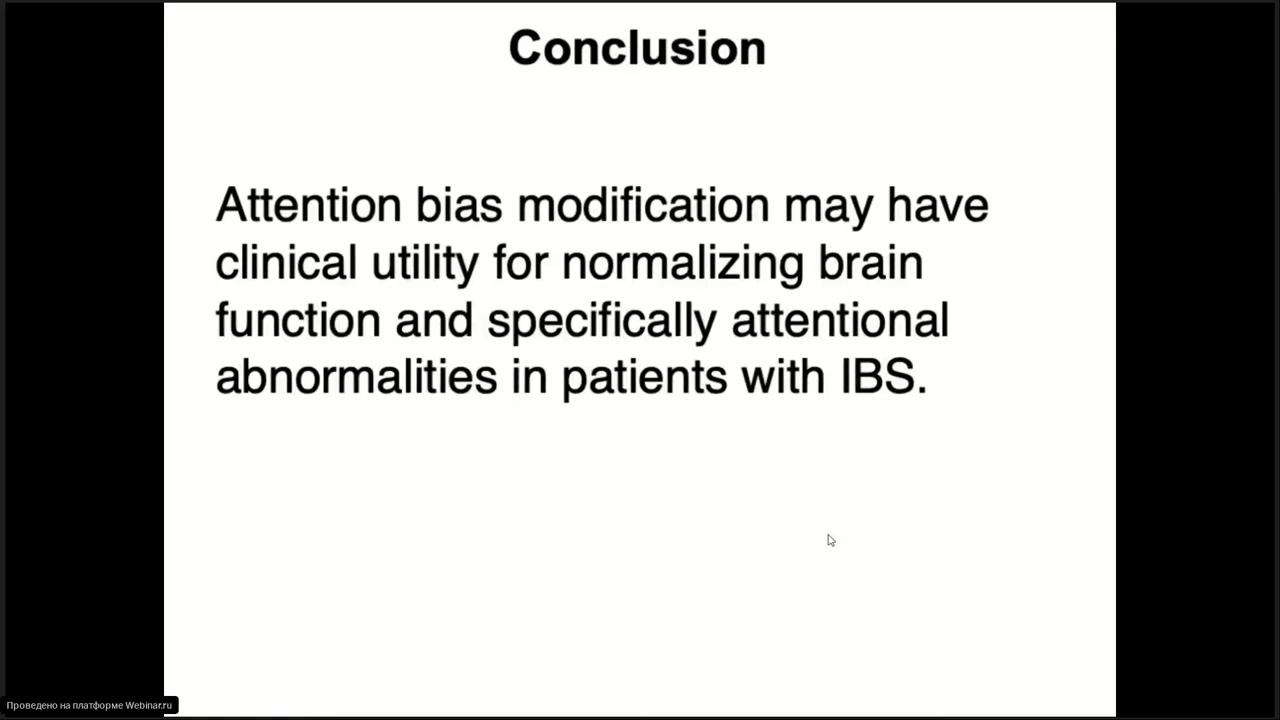 Conclusion
Attention bias modification may have
clinical utility for normalizing brain
function and specifically attentional
abnormalities in patients with IBS.
Проведено на платформе Webinar.ru